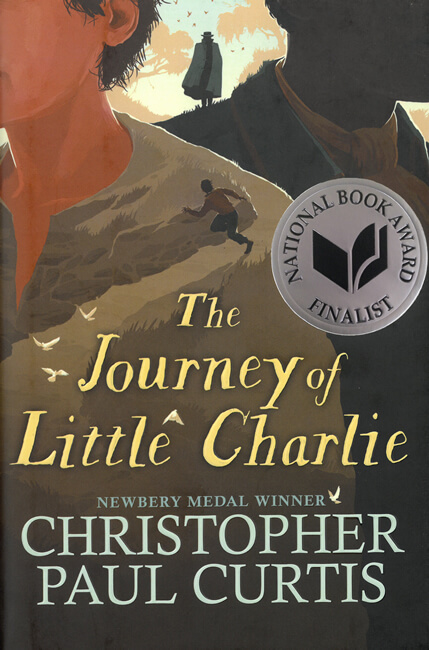 NATIONAL BOOK AWARD
FINALIST
The
Journey of
Little Charlie
NEWBERY MEDAL WINNER
CHRISTOPHER
PAUL CURTIS